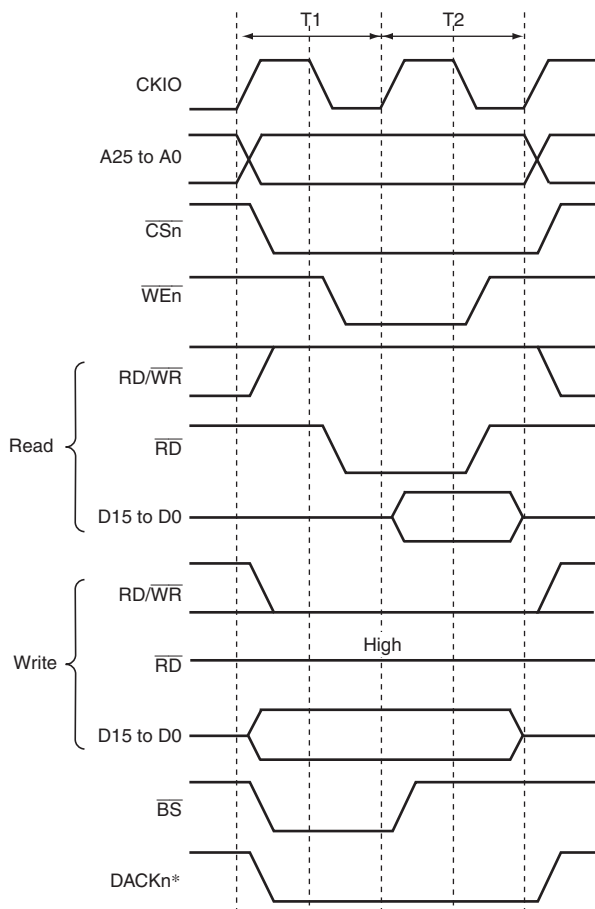 T1 T2
CKIO
A25 to A0
CSn
WEn
RD/WR
Read
RD
D15 to D0
RD/WR
High
Write
RD
D15 to D0
BS
DACKn*